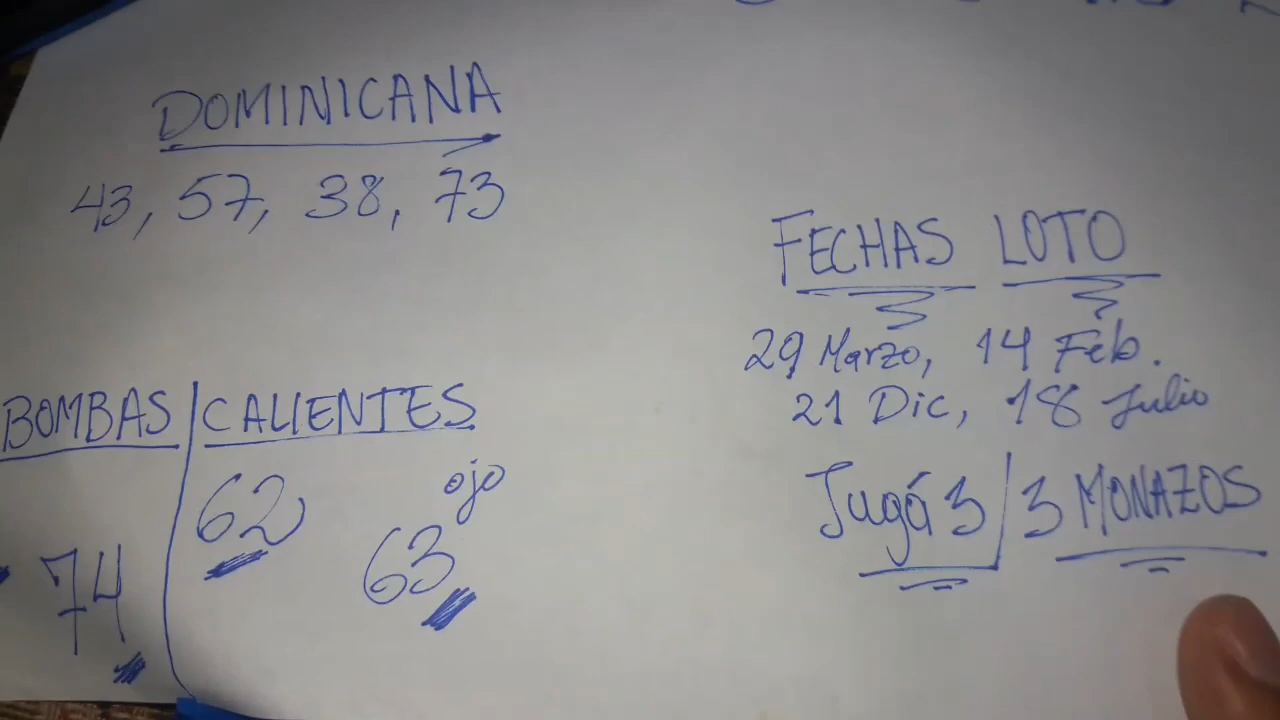 DOMINICANA
43, 57, 38, 73
FECHAS LOTO
29 Marzo, 14 Feb.
21 Dic, 18 Julio
Jugá 3 / 3 MONAZOS
BOMBAS / CALIENTES
62 ojo
63
74